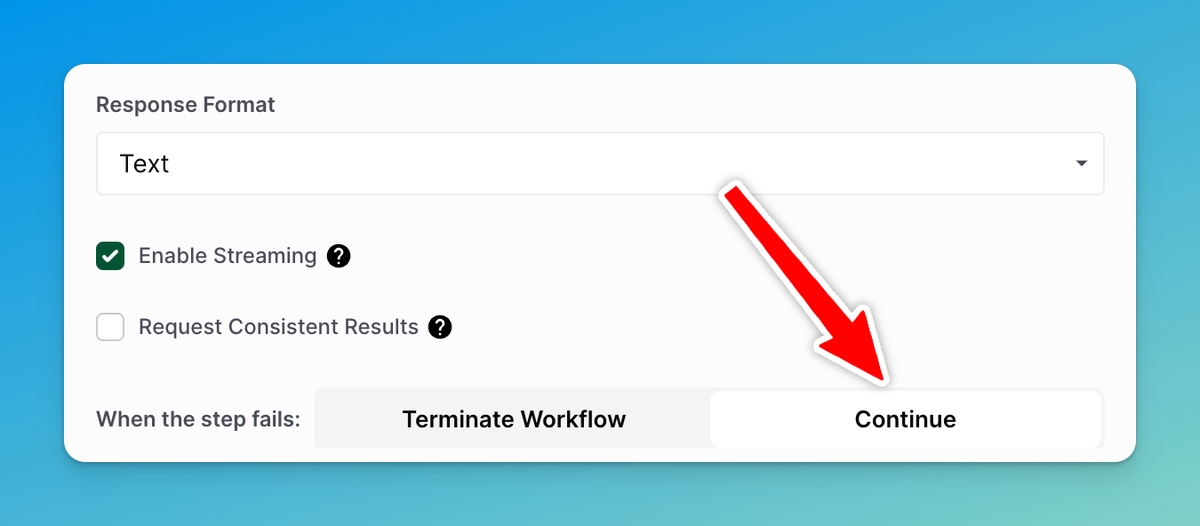 Response Format
Text
Enable Streaming ?
Request Consistent Results ?
When the step fails: Terminate Workflow Continue